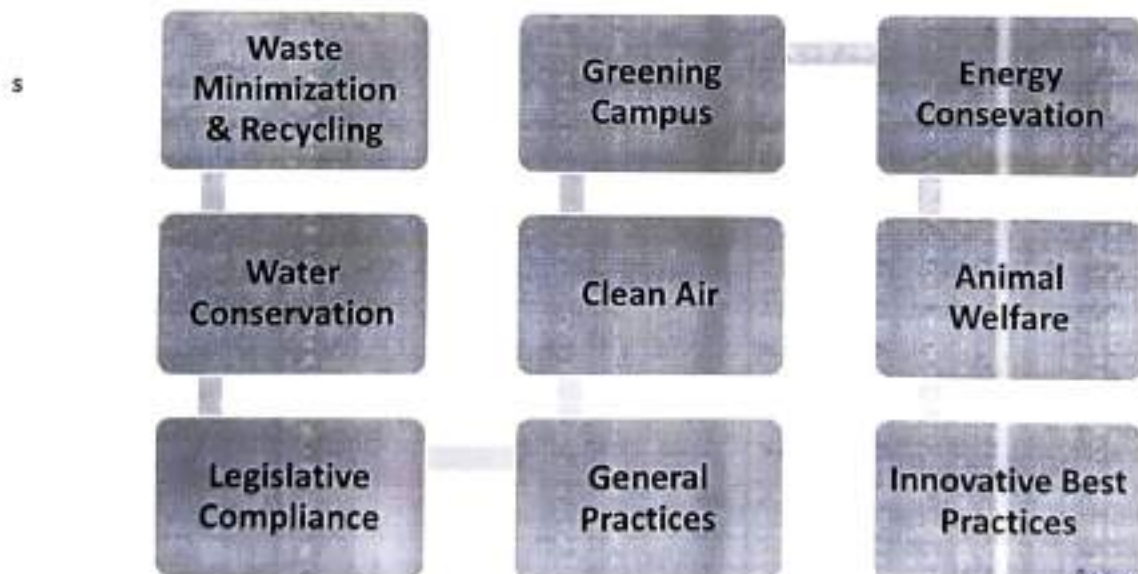 s
Waste
Minimization
& Recycling
Greening
Campus
Energy
Consevation
Water
Conservation
Clean Air
Animal
Welfare
Legislative
Compliance
General
Practices
Innovative Best
Practices